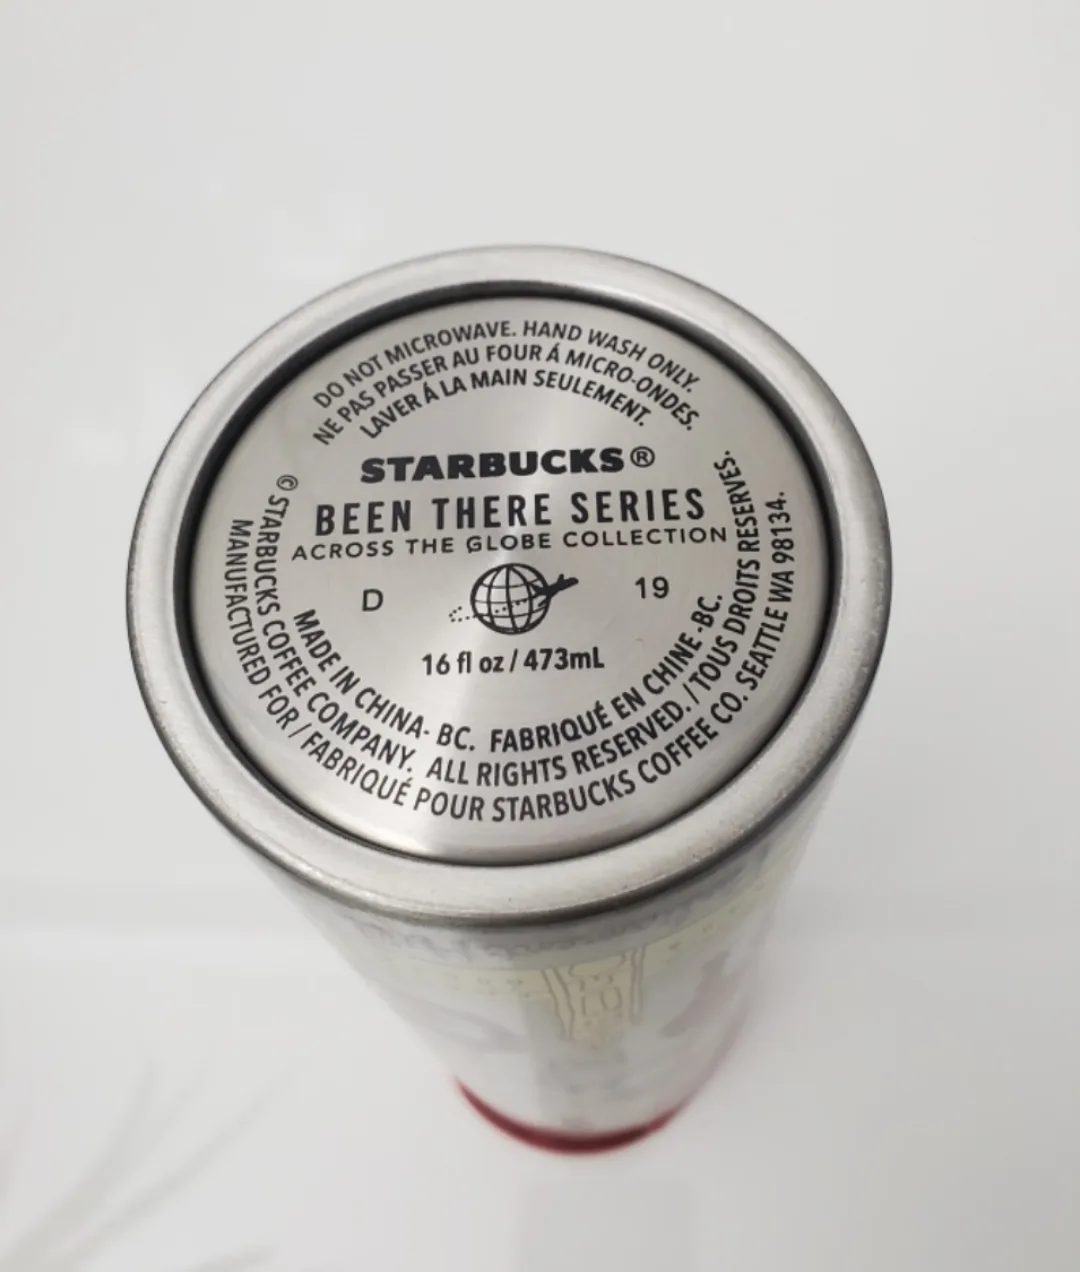 DO NOT MICROWAVE. HAND WASH ONLY.
NE PAS PASSER AU FOUR Á MICRO-ONDES.
LAVER Á LA MAIN SEULEMENT.
STARBUCKS®
BEEN THERE SERIES
ACROSS THE GLOBE COLLECTION
D 19
16 fl oz / 473mL
MADE IN CHINA- BC. FABRIQUÉ EN CHINE -BC.
© STARBUCKS COFFEE COMPANY. ALL RIGHTS RESERVED. / TOUS DROITS RESERVES.
MANUFACTURED FOR / FABRIQUÉ POUR STARBUCKS COFFEE CO. SEATTLE WA 98134.